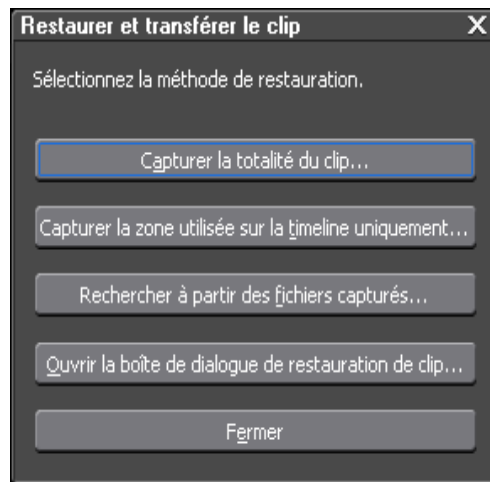 Restaurer et transférer le clip X
Sélectionnez la méthode de restauration.
Capturer la totalité du clip...
Capturer la zone utilisée sur la timeline uniquement...
Rechercher à partir des fichiers capturés...
Ouvrir la boîte de dialogue de restauration de clip...
Fermer